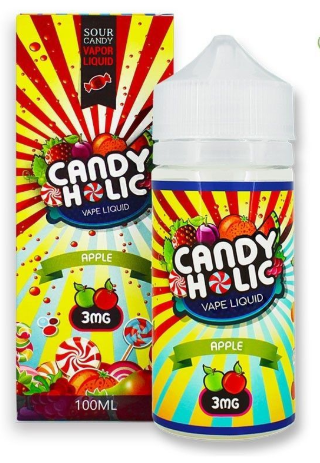 SOUR
CANDY
VAPOR
LIQUID
CANDY
HOLIC
VAPE LIQUID
APPLE
3MG
100ML
CANDY
HOLIC
VAPE LIQUID
APPLE
3MG